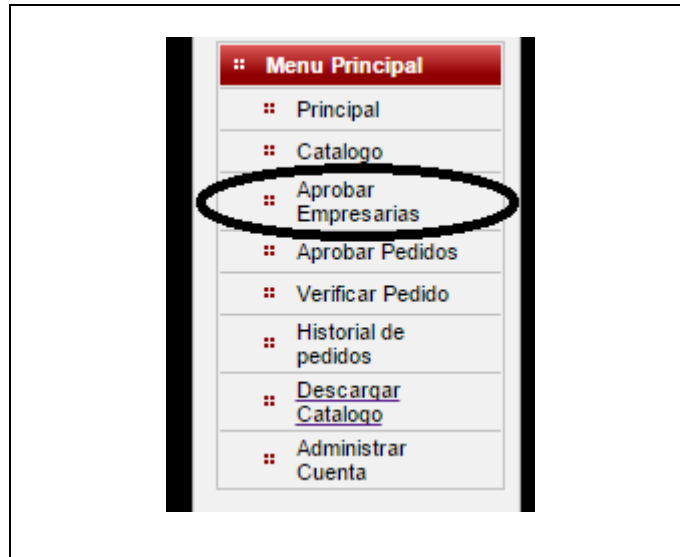 Menu Principal
Principal
Catalogo
Aprobar
Empresarias
Aprobar Pedidos
Verificar Pedido
Historial de
pedidos
Descargar
Catalogo
Administrar
Cuenta